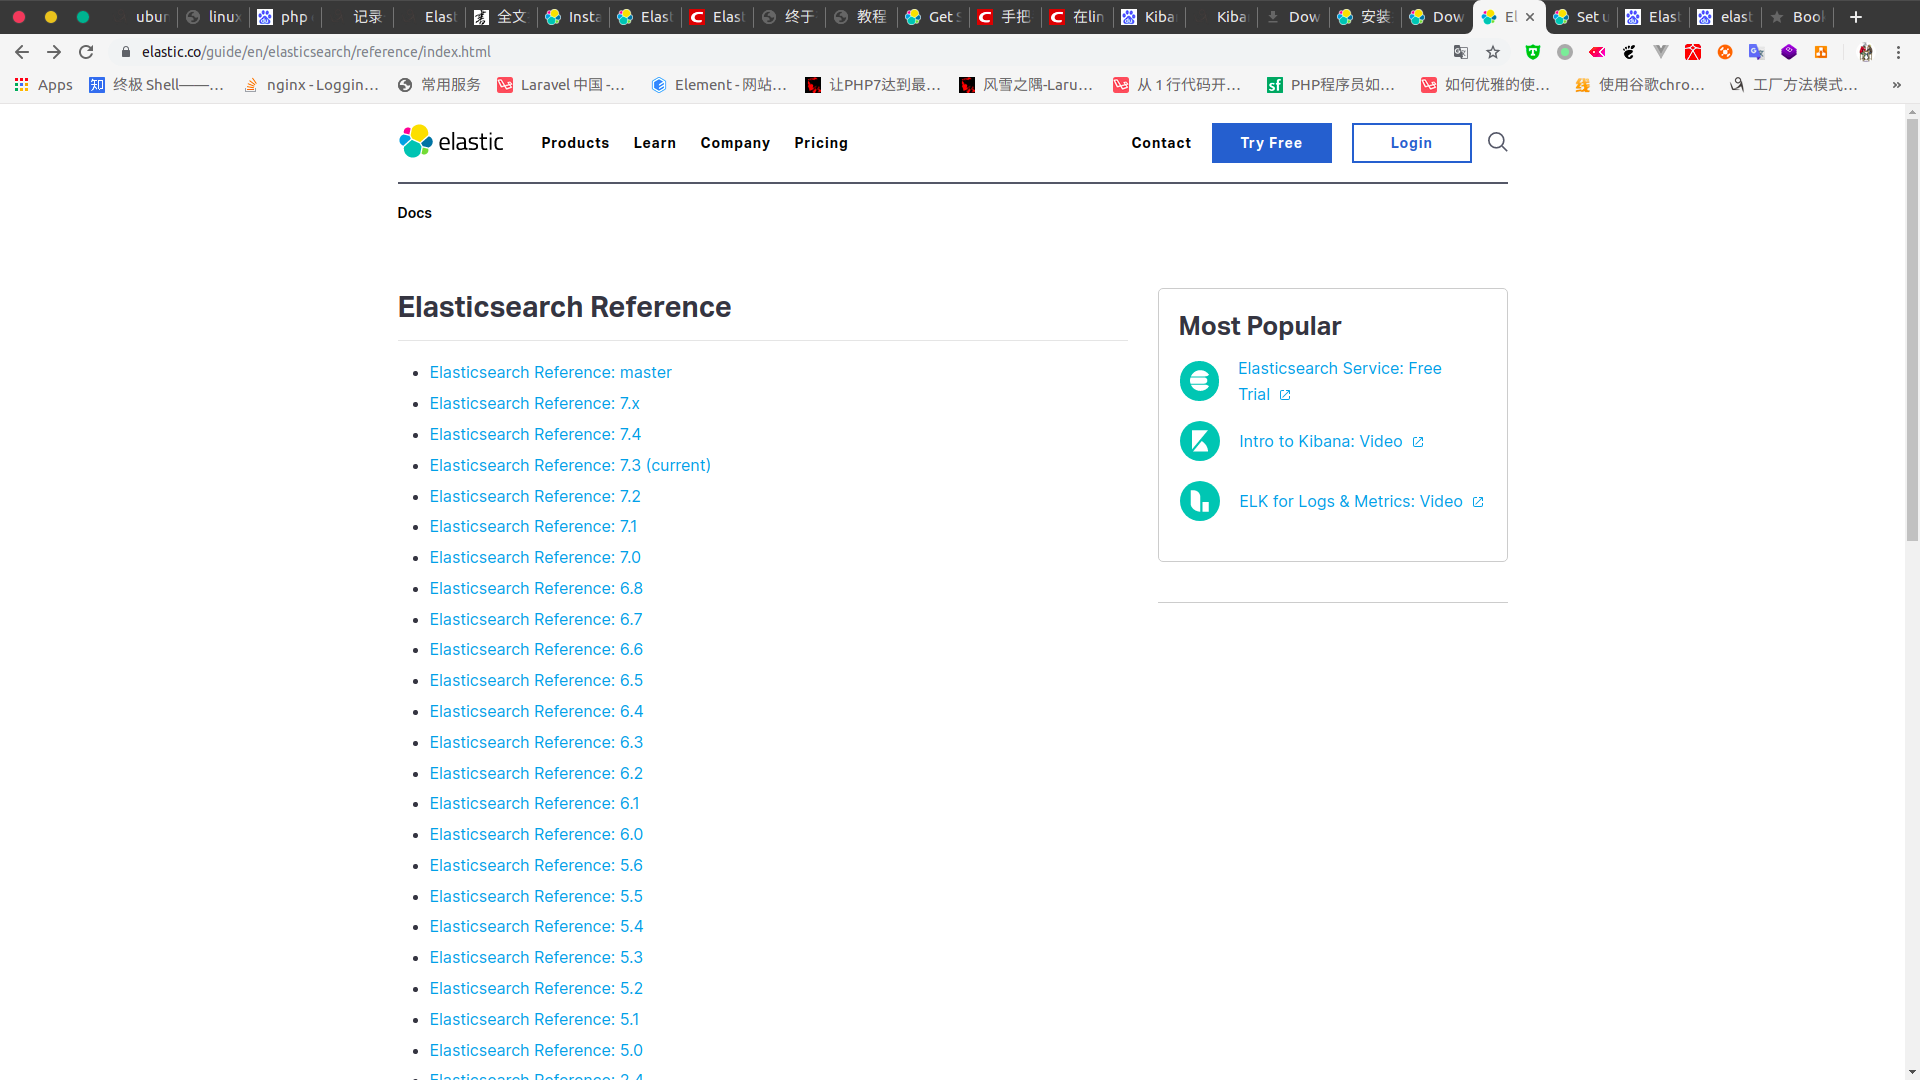 ubun
linux
php
记录
Elast
全文
Insta
Elast
Elast
终于
教程
Get S
手把
在lin
Kiba
Kiba
Dow
安装
Dow
El
Set u
Elast
elast
Boo
elastic.co/guide/en/elasticsearch/reference/index.html
Apps
终极 Shell——…
nginx - Loggin…
常用服务
Laravel 中国 -…
Element - 网站…
让PHP7达到最…
风雪之隅-Laru…
从 1 行代码开…
PHP程序员如…
如何优雅的使…
使用谷歌chro…
工厂方法模式…
»
elastic
Products
Learn
Company
Pricing
Contact
Try Free
Login
Docs
Elasticsearch Reference
Elasticsearch Reference: master
Elasticsearch Reference: 7.x
Elasticsearch Reference: 7.4
Elasticsearch Reference: 7.3 (current)
Elasticsearch Reference: 7.2
Elasticsearch Reference: 7.1
Elasticsearch Reference: 7.0
Elasticsearch Reference: 6.8
Elasticsearch Reference: 6.7
Elasticsearch Reference: 6.6
Elasticsearch Reference: 6.5
Elasticsearch Reference: 6.4
Elasticsearch Reference: 6.3
Elasticsearch Reference: 6.2
Elasticsearch Reference: 6.1
Elasticsearch Reference: 6.0
Elasticsearch Reference: 5.6
Elasticsearch Reference: 5.5
Elasticsearch Reference: 5.4
Elasticsearch Reference: 5.3
Elasticsearch Reference: 5.2
Elasticsearch Reference: 5.1
Elasticsearch Reference: 5.0
Elasticsearch Reference: 2.4
Most Popular
Elasticsearch Service: Free
Trial
Intro to Kibana: Video
ELK for Logs & Metrics: Video